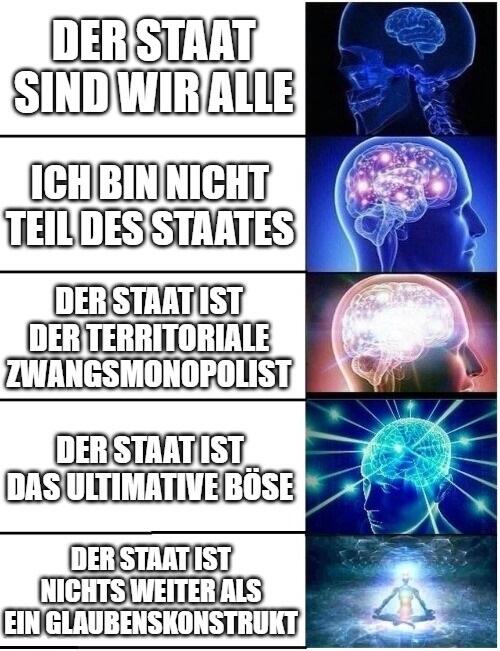 DER STAAT
SIND WIR ALLE
ICH BIN NICHT
TEIL DES STAATES
DER STAAT IST
DER TERRITORIALE
ZWANGSMONOPOLIST
DER STAAT IST
DAS ULTIMATIVE BÖSE
DER STAAT IST
NICHTS WEITER ALS
EIN GLAUBENSKONSTRUKT